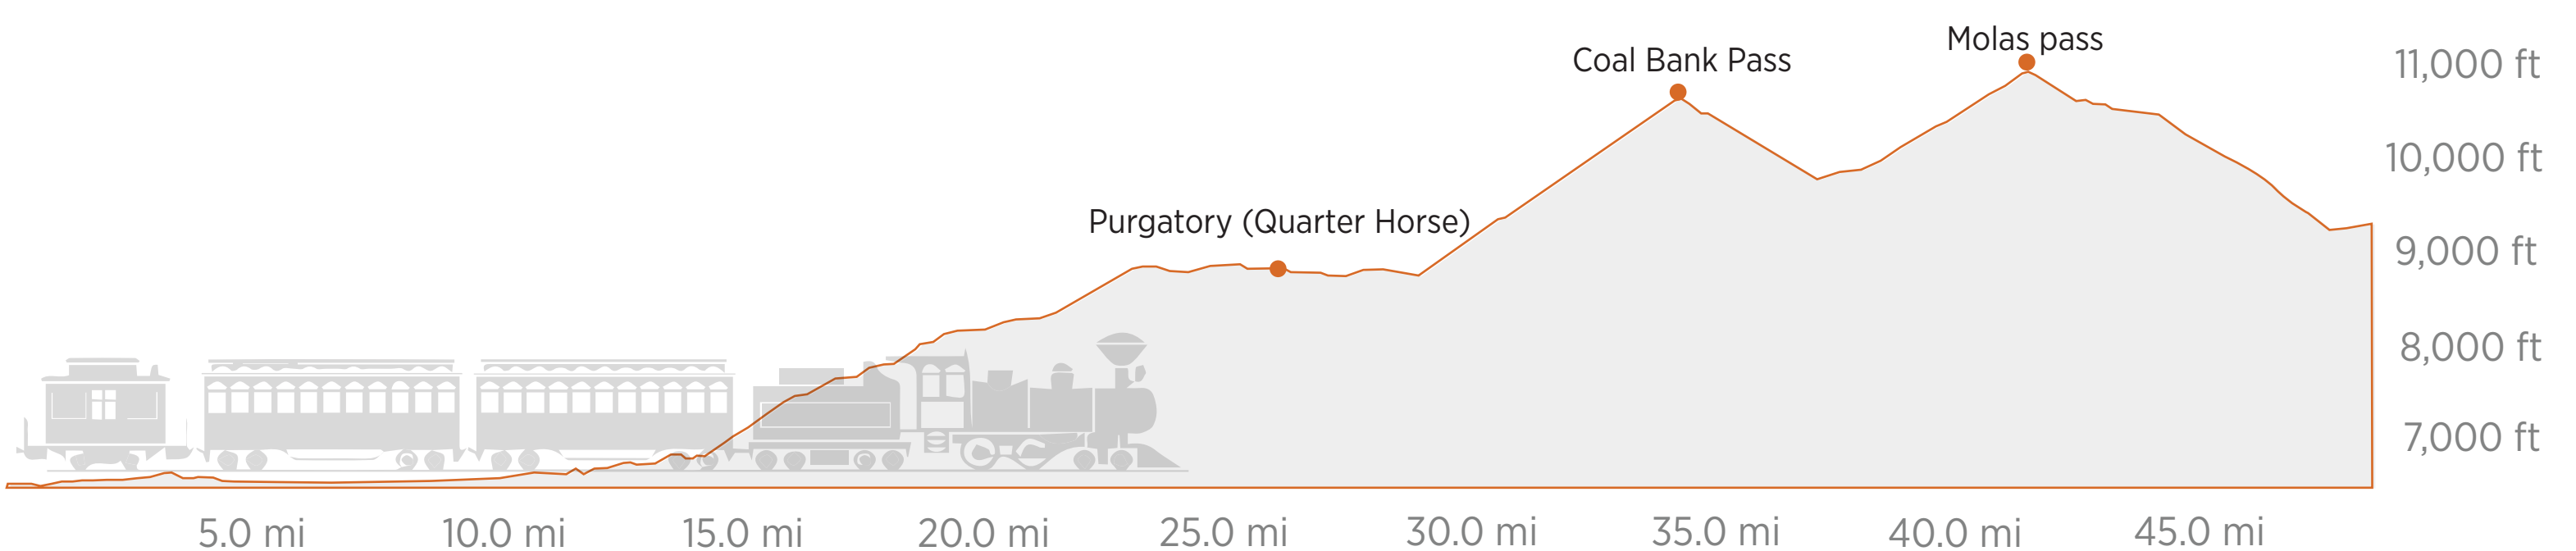 Molas pass
Coal Bank Pass
Purgatory (Quarter Horse)
11,000 ft
10,000 ft
9,000 ft
8,000 ft
7,000 ft
5.0 mi 10.0 mi 15.0 mi 20.0 mi 25.0 mi 30.0 mi 35.0 mi 40.0 mi 45.0 mi